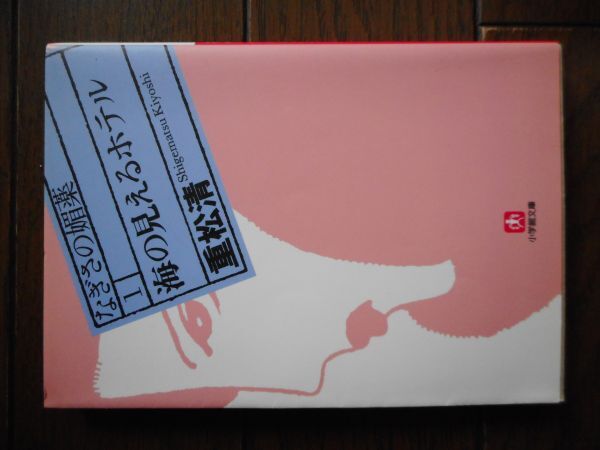 なぎさの媚薬
1
海の見えるホテル
重松清
Shigematsu Kiyoshi
小学館文庫